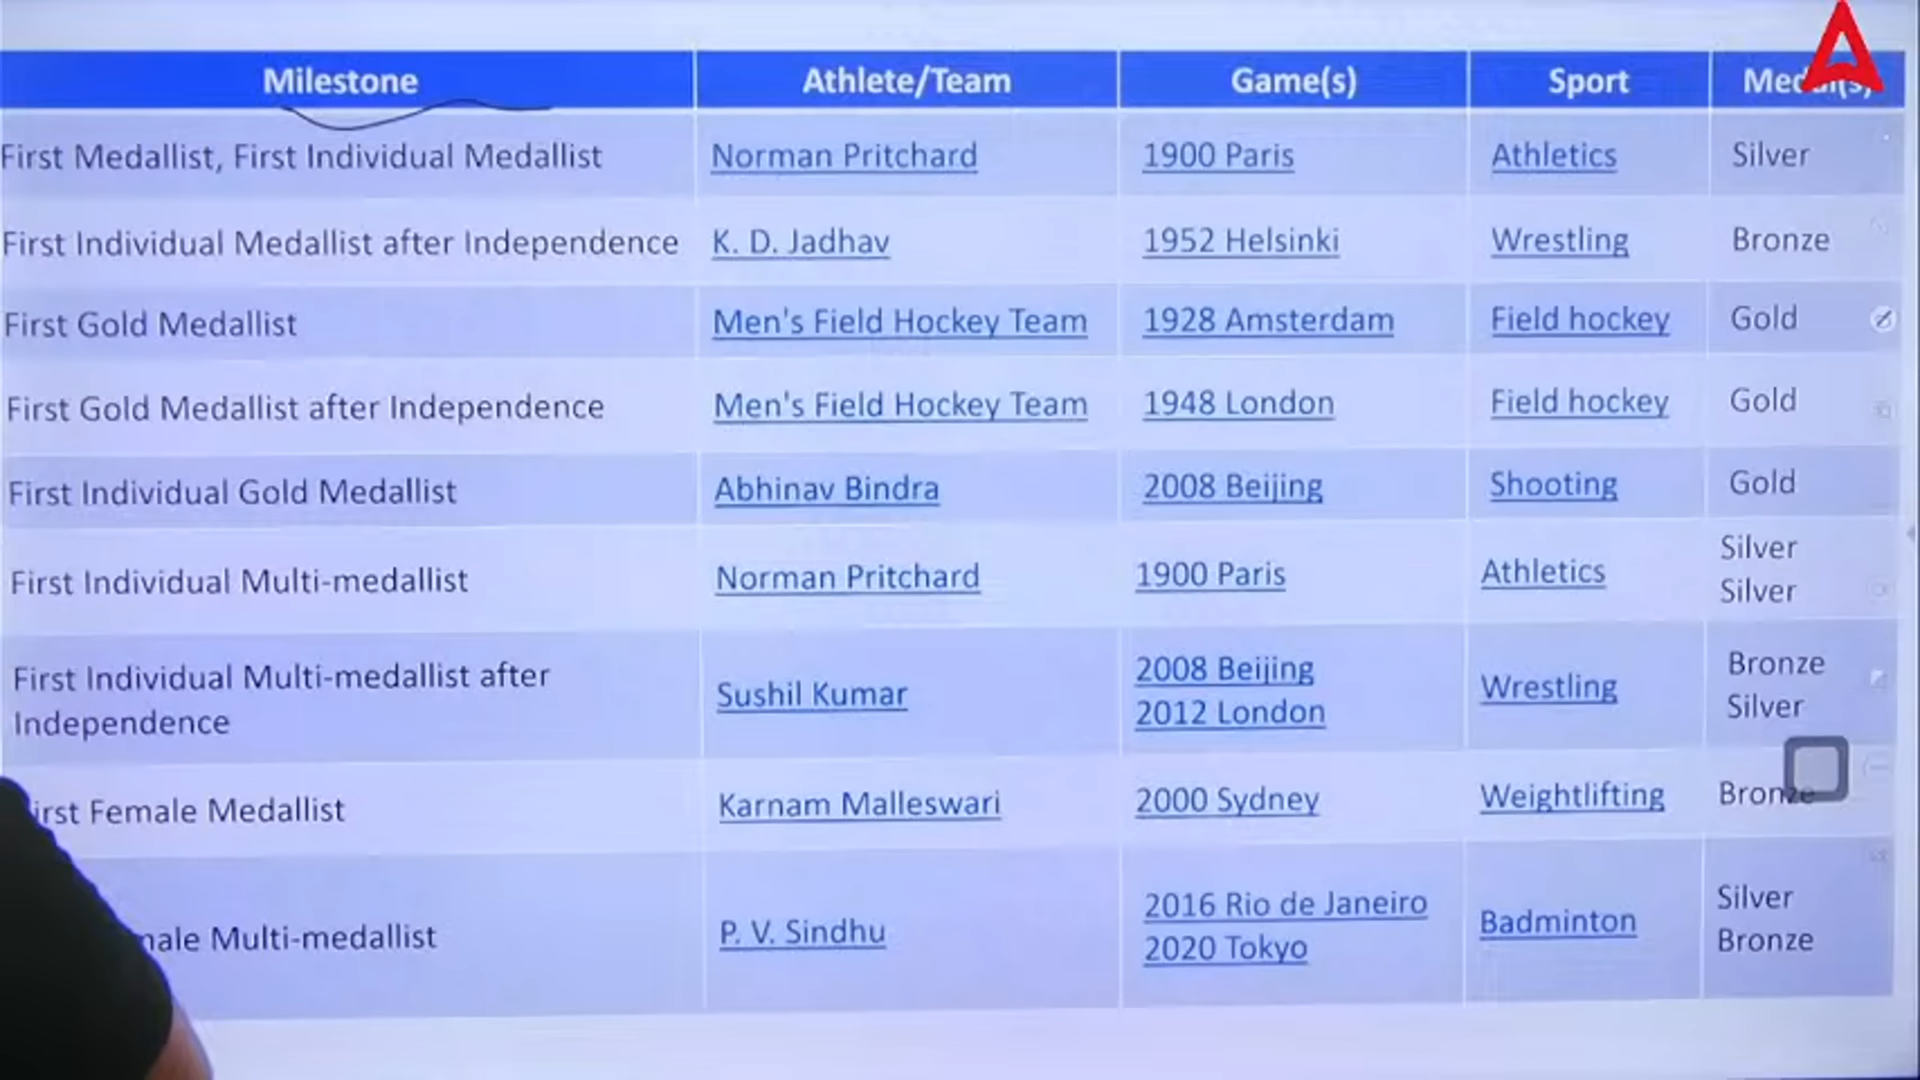 Milestone Athlete/Team Game(s) Sport
First Medallist, First Individual Medallist Norman Pritchard 1900 Paris Athletics Silver
First Individual Medallist after Independence K. D. Jadhav 1952 Helsinki Wrestling Bronze
First Gold Medallist Men's Field Hockey Team 1928 Amsterdam Field hockey Gold
First Gold Medallist after Independence Men's Field Hockey Team 1948 London Field hockey Gold
First Individual Gold Medallist Abhinav Bindra 2008 Beijing Shooting Gold
First Individual Multi-medallist Norman Pritchard 1900 Paris Athletics Silver
Silver
First Individual Multi-medallist after
Independence
Sushil Kumar
2008 Beijing
2012 London
Wrestling
Bronze
Silver
Female Medallist Karnam Malleswari 2000 Sydney Weightlifting Bronze
Multi-medallist
P. V. Sindhu
2016 Rio de Janeiro
2020 Tokyo
Badminton
Silver
Bronze